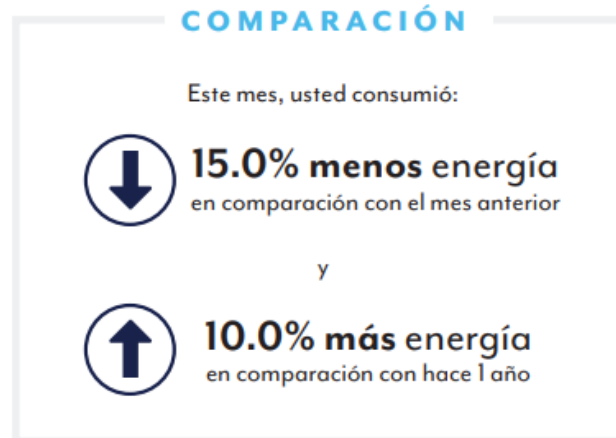 COMPARACIÓN
Este mes, usted consumió:
15.0% menos energía
en comparación con el mes anterior
y
10.0% más energía
en comparación con hace 1 año